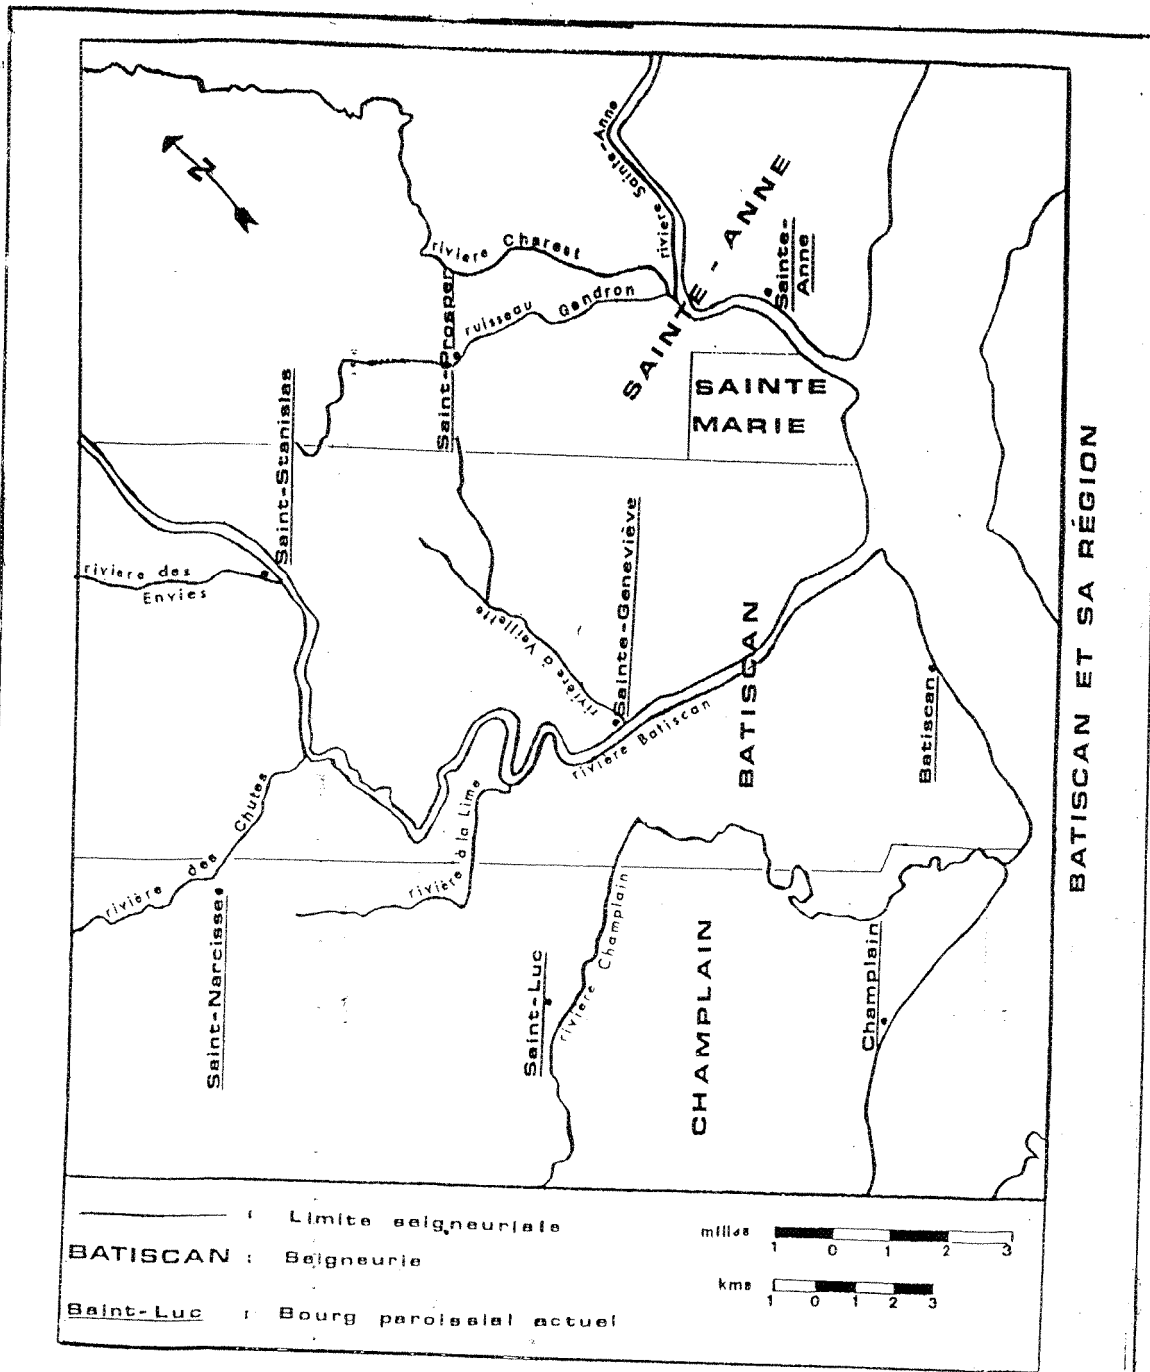 BATISCAN ET SA RÉGION
N
rivière Sainte-Anne
SAINTE-ANNE
Sainte-
Anne
riviere Charest
ruisseau Gendron
Saint-Prosper
SAINTE
MARIE
Saint-Stanislas
riviere des
Envies
Sainte-Geneviève
rivière à Veillette
BATISCAN
rivière Batiscan
Batiscan
rivière des Chutes
rivière à la Lime
Saint-Narcisse
Saint-Luc
rivière Champlain
CHAMPLAIN
Champlain
: Limite seigneuriale
BATISCAN : Seigneurie
Saint-Luc : Bourg paroissial actuel
milles
1 0 1 2 3
kms
1 0 1 2 3